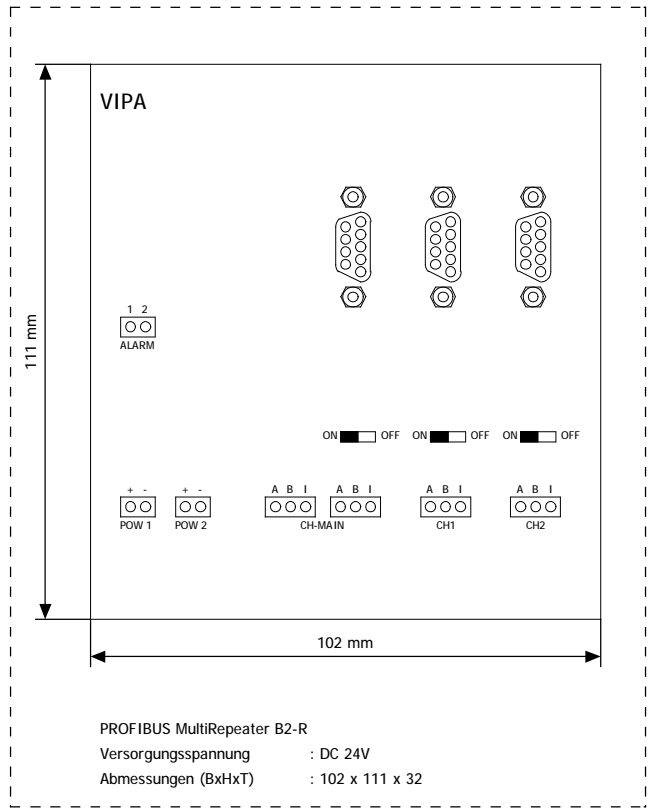 VIPA
1 2
ALARM
111 mm
ON OFF ON OFF ON OFF
+ - + - A B I A B I A B I A B I
POW 1 POW 2 CH-MAIN CH1 CH2
102 mm
PROFIBUS MultiRepeater B2-R
Versorgungsspannung : DC 24V
Abmessungen (BxHxT) : 102 x 111 x 32